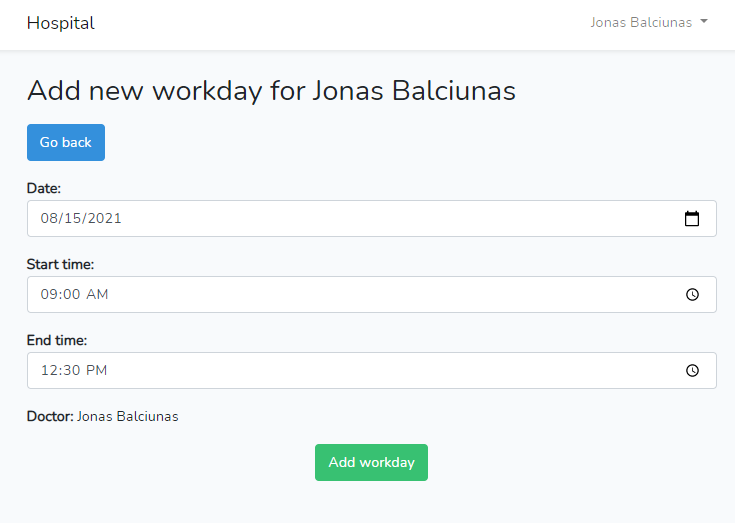 Hospital
Jonas Balciunas
Add new workday for Jonas Balciunas
Go back
Date:
08/15/2021
Start time:
09:00 AM
End time:
12:30 PM
Doctor: Jonas Balciunas
Add workday